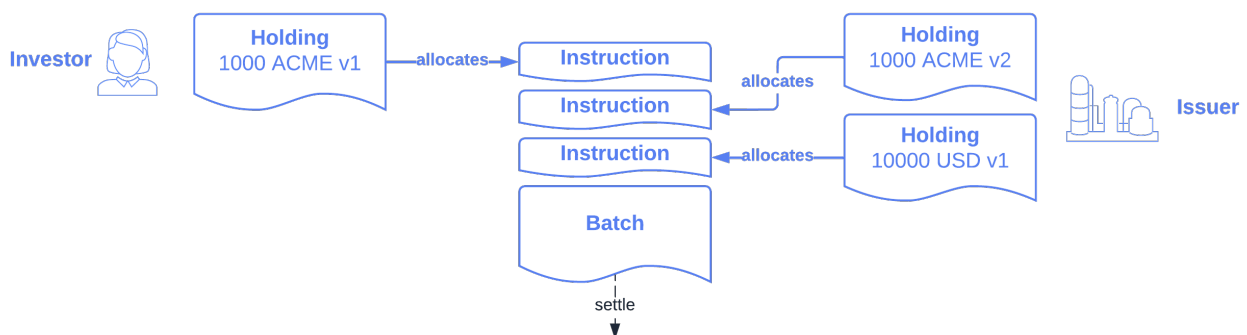 Investor
Holding
1000 ACME v1
allocates
Instruction
Instruction
Instruction
Batch
settle
allocates
allocates
Holding
1000 ACME v2
Holding
10000 USD v1
Issuer